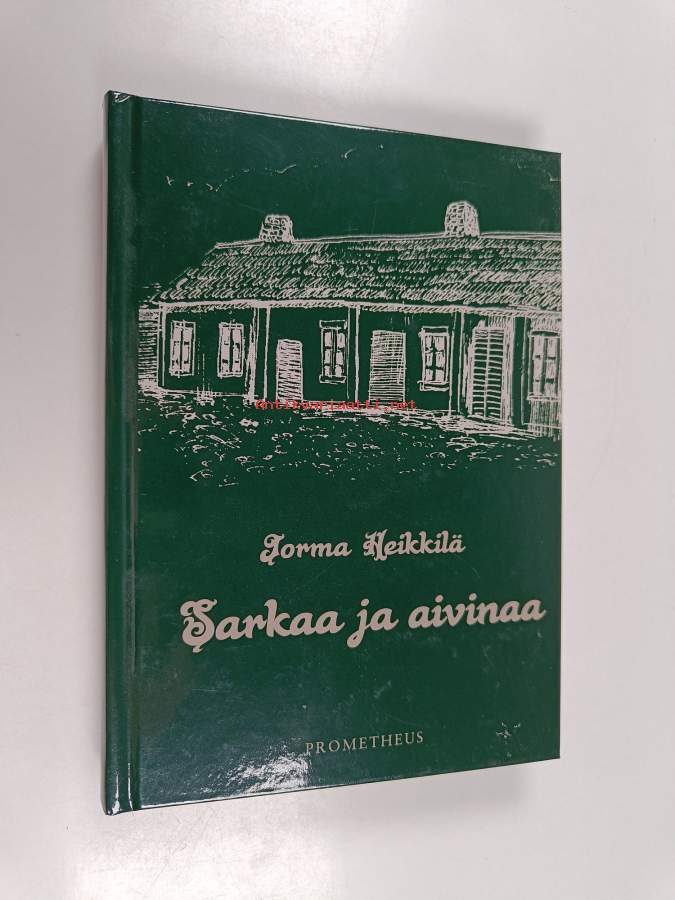 antikvariaatti.net
Jorma Heikkilä
Sarkaa ja aivinaa
PROMETHEUS